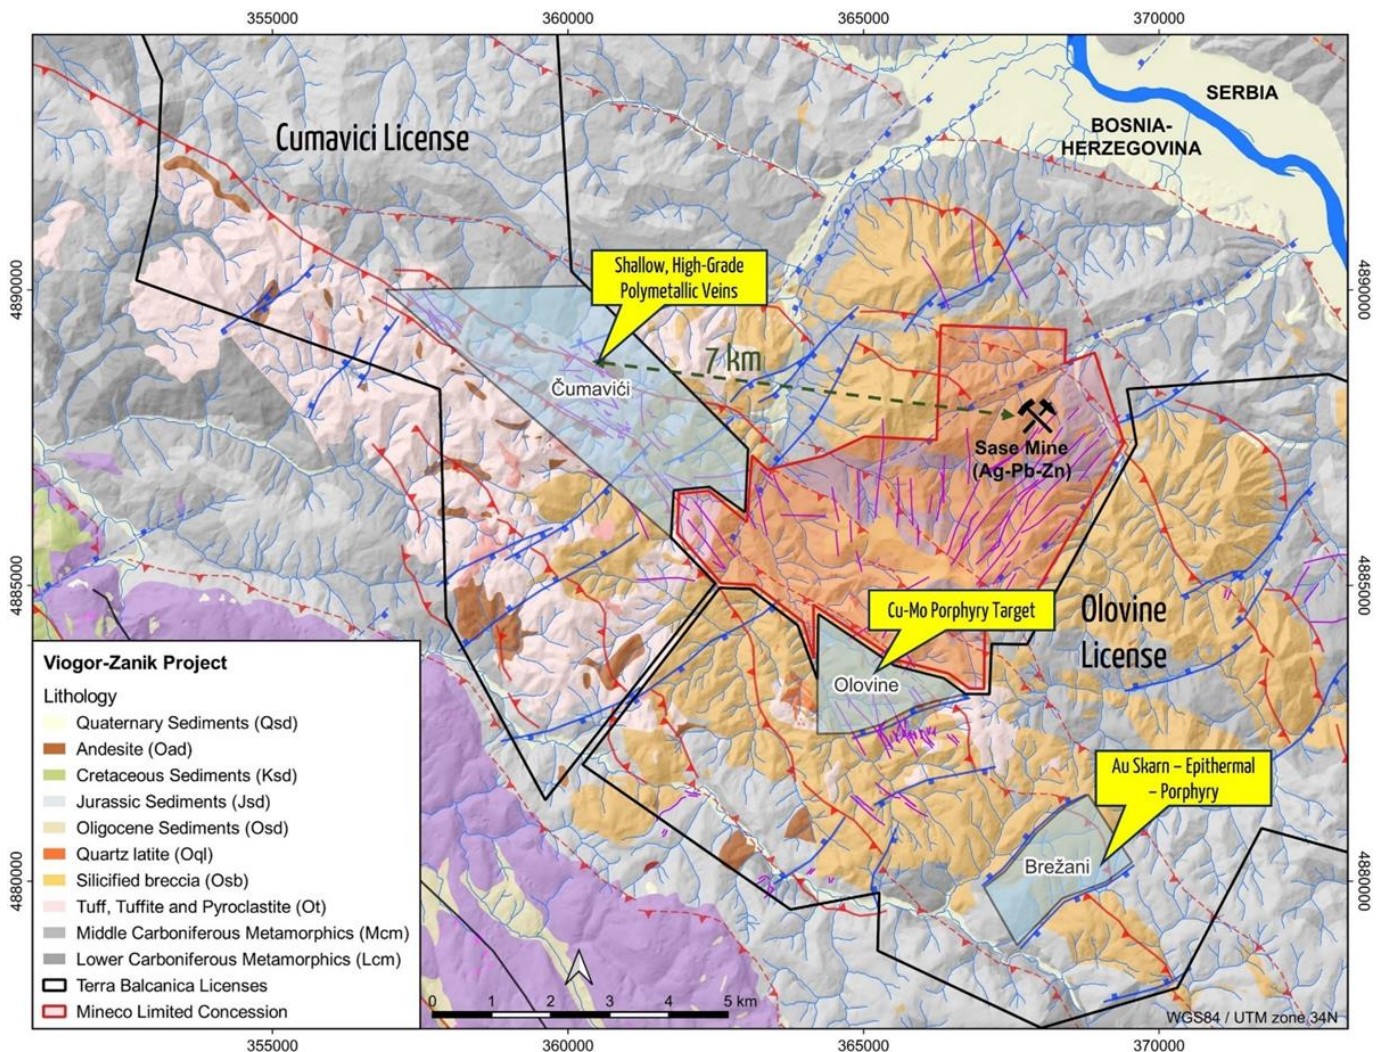 355000
360000
365000
370000
SERBIA
BOSNIA-
HERZEGOVINA
Cumavici License
4890000
4890000
Shallow, High-Grade
Polymetallic Veins
7 km
Čumavići
Sase Mine
(Ag-Pb-Zn)
4885000
4885000
Cu-Mo Porphyry Target
Olovine
License
Olovine
Au Skarn – Epithermal
– Porphyry
Brežani
4880000
4880000
Viogor-Zanik Project
Lithology
Quaternary Sediments (Qsd)
Andesite (Oad)
Cretaceous Sediments (Ksd)
Jurassic Sediments (Jsd)
Oligocene Sediments (Osd)
Quartz latite (Oql)
Silicified breccia (Osb)
Tuff, Tuffite and Pyroclastite (Ot)
Middle Carboniferous Metamorphics (Mcm)
Lower Carboniferous Metamorphics (Lcm)
Terra Balcanica Licenses
Mineco Limited Concession
0 1 2 3 4 5 km
WGS84 / UTM zone 34N
355000
360000
365000
370000